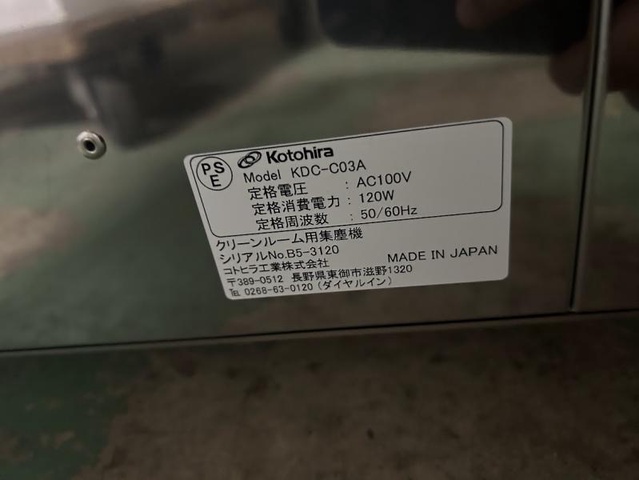 PS
E
Kotohira
Model KDC-C03A
定格電圧 : AC100V
定格消費電力 : 120W
定格周波数 : 50/60Hz
クリーンルーム用集塵機
シリアルNo.B5-3120 MADE IN JAPAN
コトヒラ工業株式会社
〒389-0512 長野県東御市滋野1320
TEL 0268-63-0120 (ダイヤルイン)